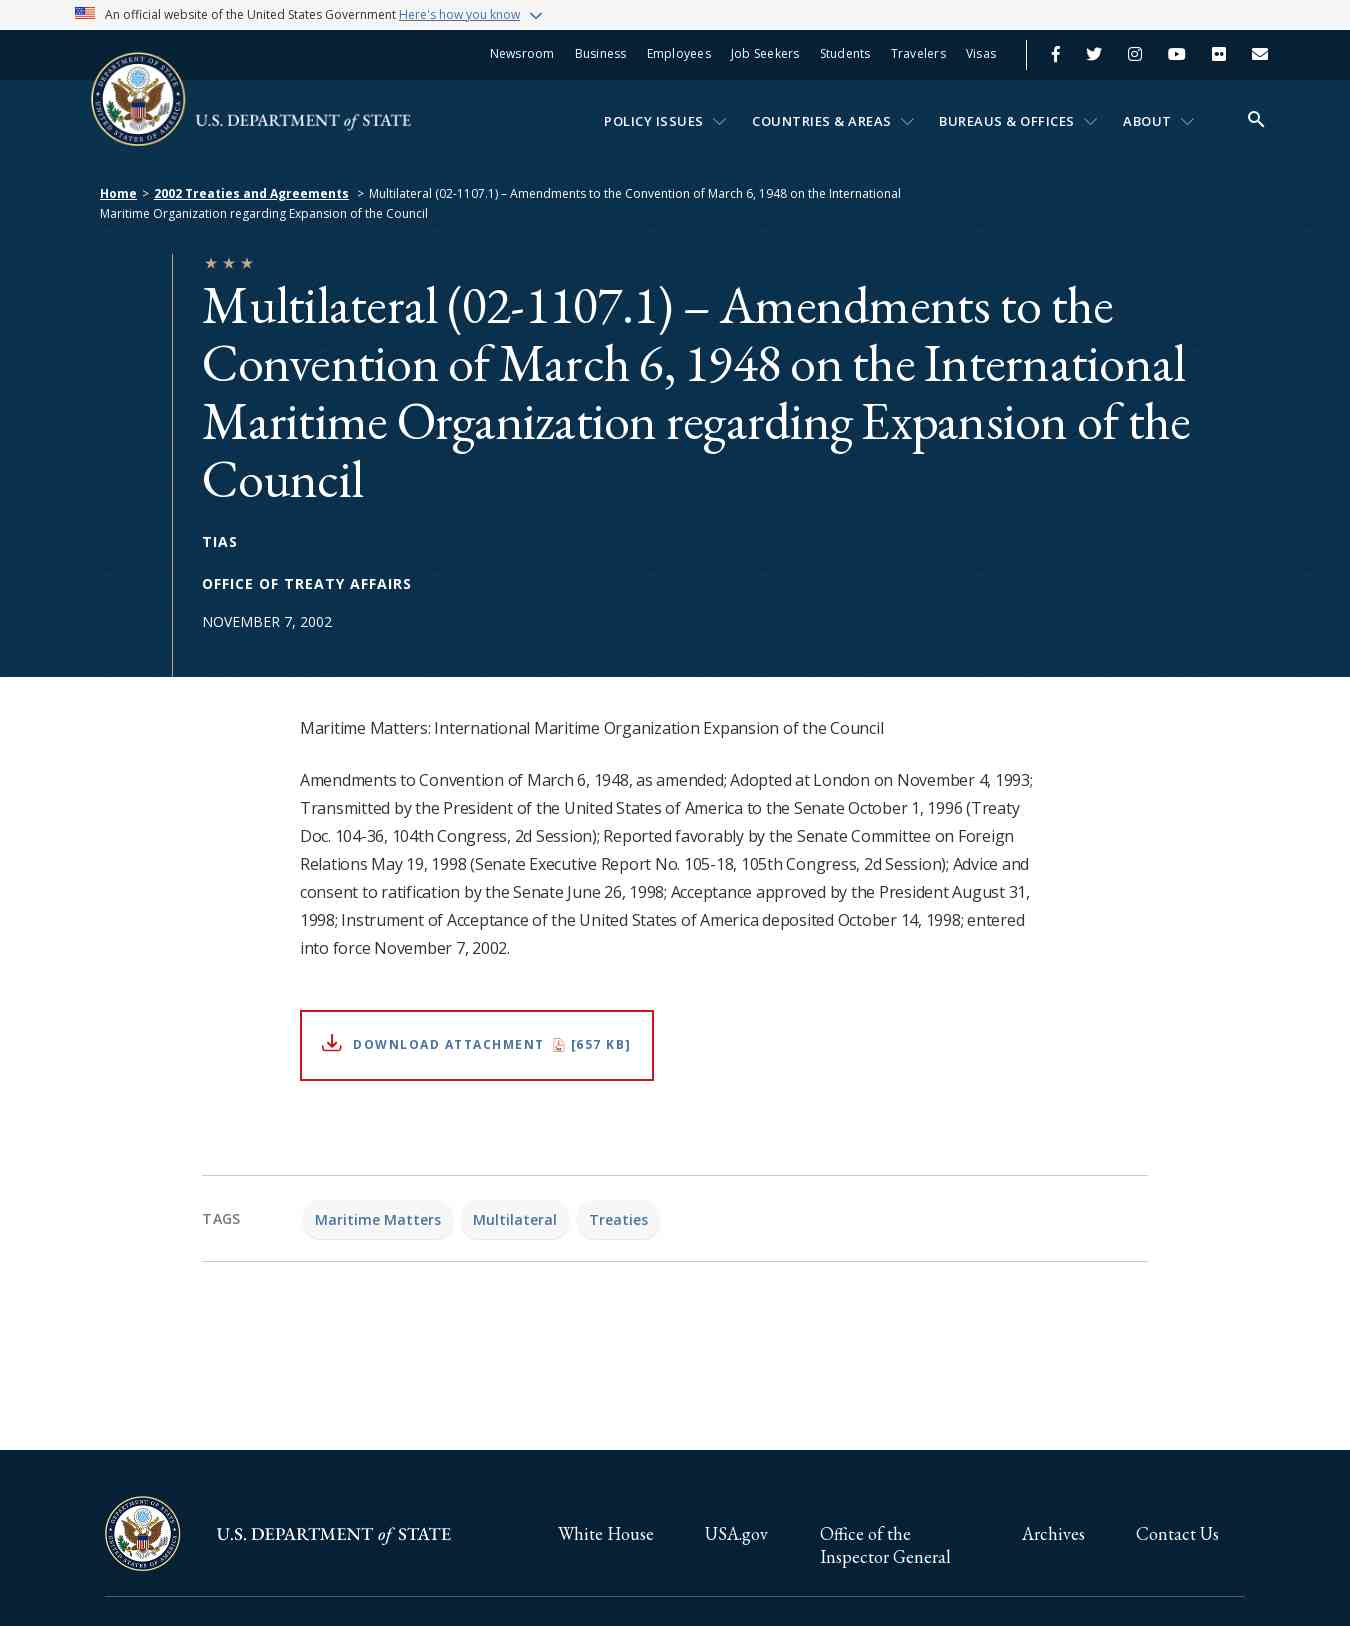 An official website of the United States Government Here's how you know
Newsroom Business Employees Job Seekers Students Travelers Visas
U.S. DEPARTMENT of STATE
POLICY ISSUES COUNTRIES & AREAS BUREAUS & OFFICES ABOUT
Home > 2002 Treaties and Agreements > Multilateral (02-1107.1) – Amendments to the Convention of March 6, 1948 on the International
Maritime Organization regarding Expansion of the Council
Multilateral (02-1107.1) – Amendments to the
Convention of March 6, 1948 on the International
Maritime Organization regarding Expansion of the
Council
TIAS
OFFICE OF TREATY AFFAIRS
NOVEMBER 7, 2002
Maritime Matters: International Maritime Organization Expansion of the Council
Amendments to Convention of March 6, 1948, as amended; Adopted at London on November 4, 1993;
Transmitted by the President of the United States of America to the Senate October 1, 1996 (Treaty
Doc. 104-36, 104th Congress, 2d Session); Reported favorably by the Senate Committee on Foreign
Relations May 19, 1998 (Senate Executive Report No. 105-18, 105th Congress, 2d Session); Advice and
consent to ratification by the Senate June 26, 1998; Acceptance approved by the President August 31,
1998; Instrument of Acceptance of the United States of America deposited October 14, 1998; entered
into force November 7, 2002.
DOWNLOAD ATTACHMENT [657 KB]
TAGS Maritime Matters Multilateral Treaties
DEPARTMENT OF STATE
UNITED STATES OF AMERICA
U.S. DEPARTMENT of STATE
White House USA.gov Office of the Archives Contact Us
Inspector General